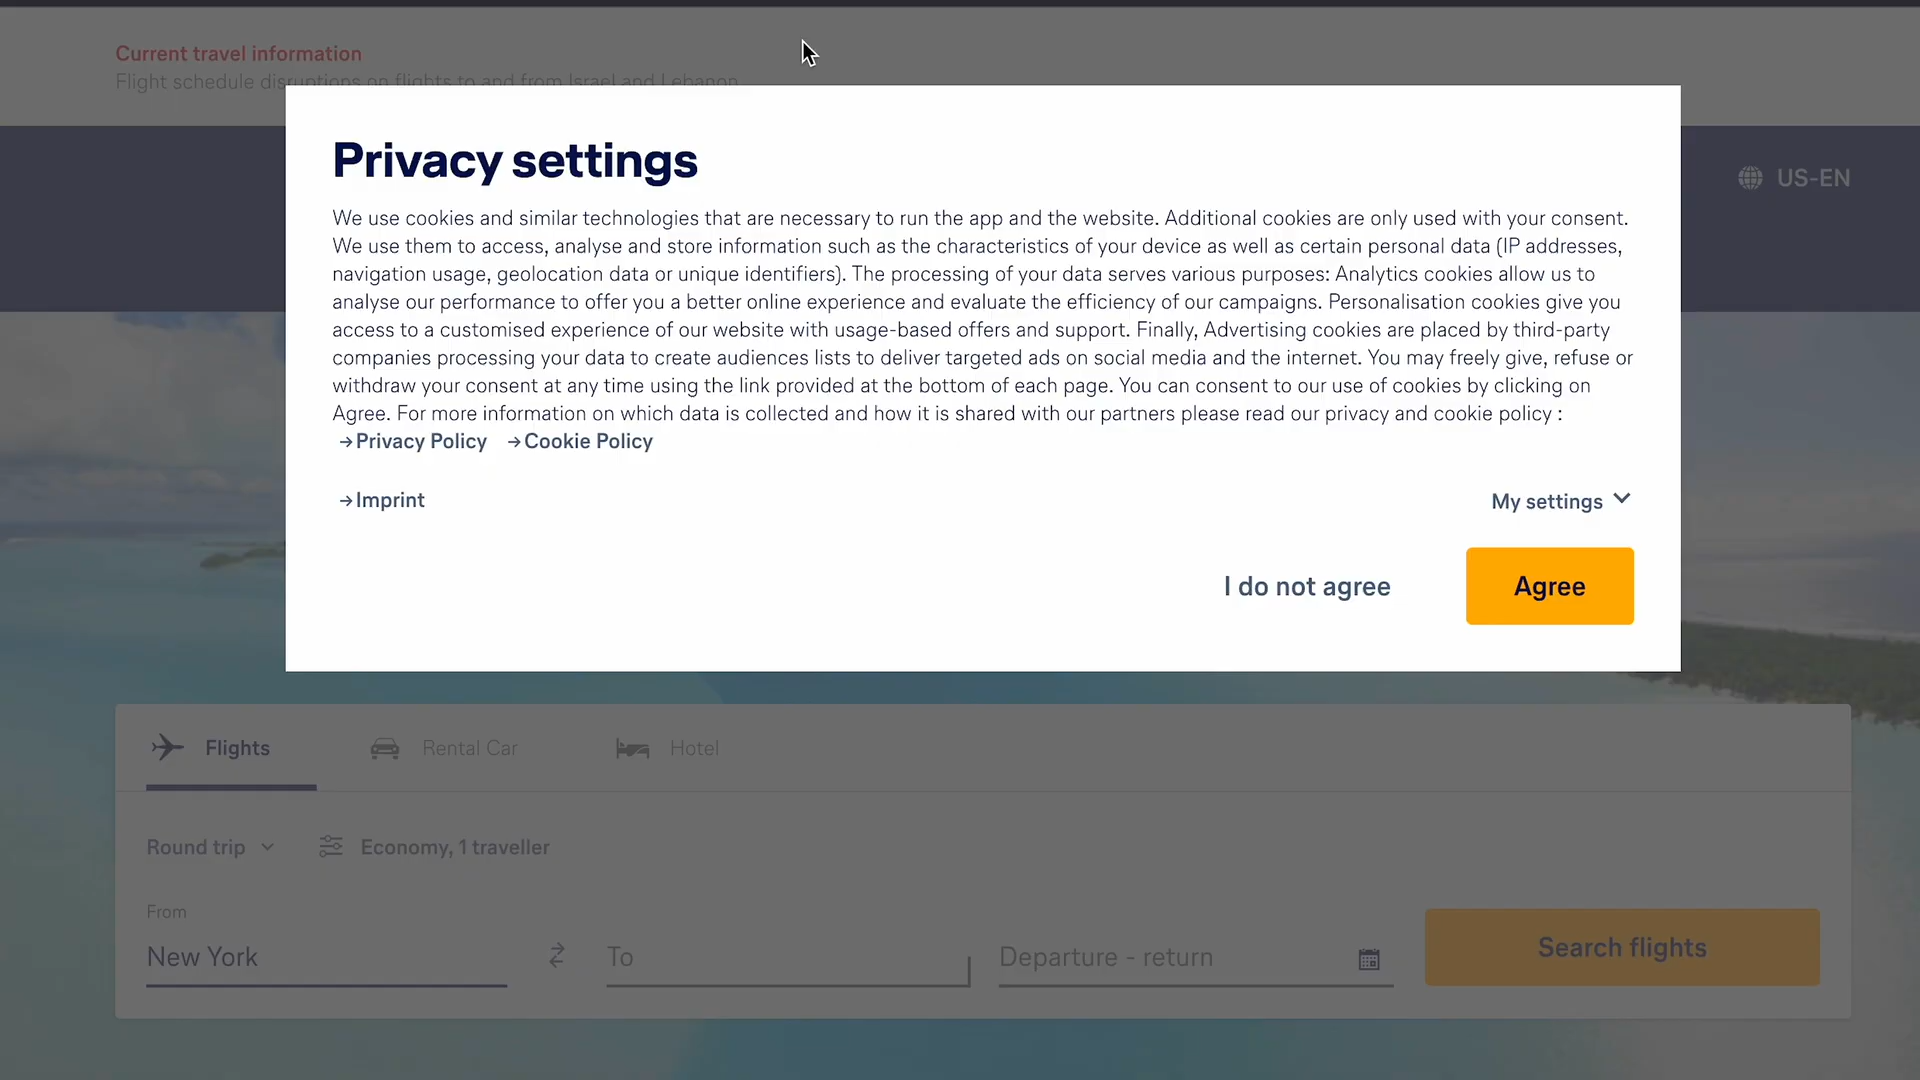 Current travel information
Flight schedule disruptions on flights to and from Israel and Lebanon
Privacy settings
US-EN
We use cookies and similar technologies that are necessary to run the app and the website. Additional cookies are only used with your consent.
We use them to access, analyse and store information such as the characteristics of your device as well as certain personal data (IP addresses,
navigation usage, geolocation data or unique identifiers). The processing of your data serves various purposes: Analytics cookies allow us to
analyse our performance to offer you a better online experience and evaluate the efficiency of our campaigns. Personalisation cookies give you
access to a customised experience of our website with usage-based offers and support. Finally, Advertising cookies are placed by third-party
companies processing your data to create audiences lists to deliver targeted ads on social media and the internet. You may freely give, refuse or
withdraw your consent at any time using the link provided at the bottom of each page. You can consent to our use of cookies by clicking on
Agree. For more information on which data is collected and how it is shared with our partners please read our privacy and cookie policy :
→Privacy Policy →Cookie Policy
→Imprint
My settings
I do not agree
Agree
Flights
Rental Car
Hotel
Round trip
Economy, 1 traveller
From
New York
To
Departure - return
Search flights